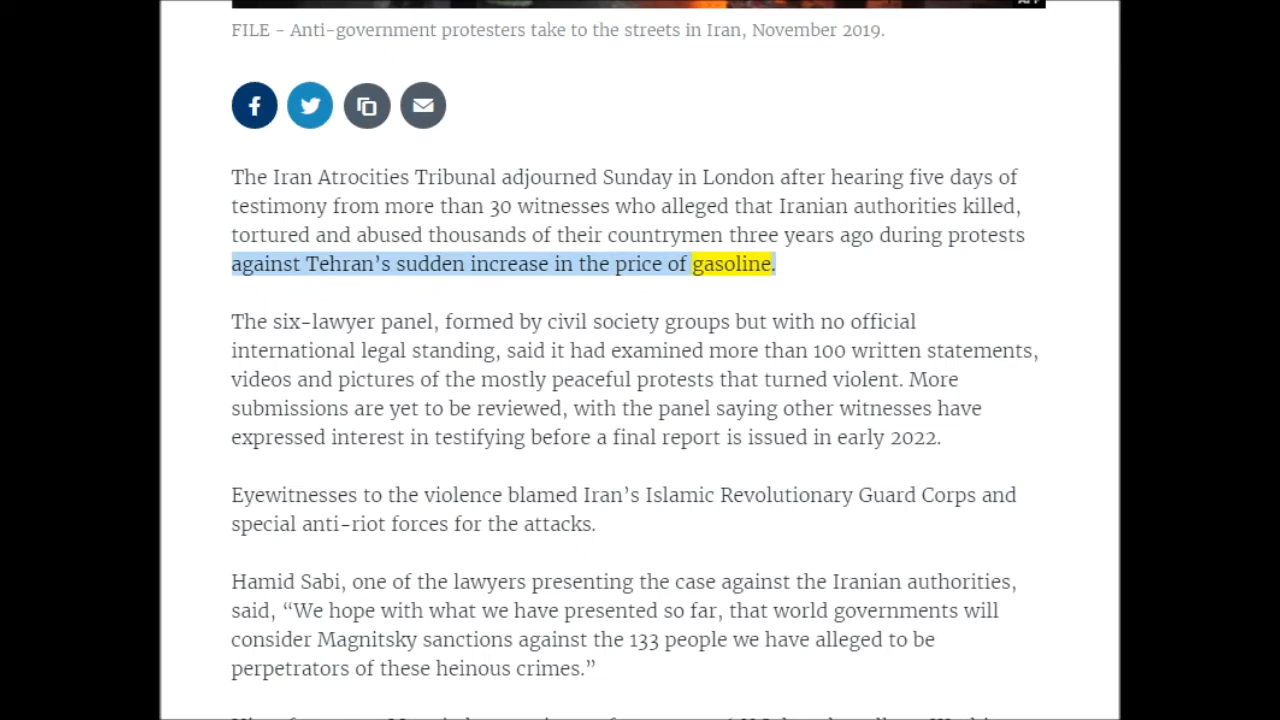 FILE - Anti-government protesters take to the streets in Iran, November 2019.
The Iran Atrocities Tribunal adjourned Sunday in London after hearing five days of
testimony from more than 30 witnesses who alleged that Iranian authorities killed,
tortured and abused thousands of their countrymen three years ago during protests
against Tehran’s sudden increase in the price of gasoline.
The six-lawyer panel, formed by civil society groups but with no official
international legal standing, said it had examined more than 100 written statements,
videos and pictures of the mostly peaceful protests that turned violent. More
submissions are yet to be reviewed, with the panel saying other witnesses have
expressed interest in testifying before a final report is issued in early 2022.
Eyewitnesses to the violence blamed Iran’s Islamic Revolutionary Guard Corps and
special anti-riot forces for the attacks.
Hamid Sabi, one of the lawyers presenting the case against the Iranian authorities,
said, “We hope with what we have presented so far, that world governments will
consider Magnitsky sanctions against the 133 people we have alleged to be
perpetrators of these heinous crimes.”